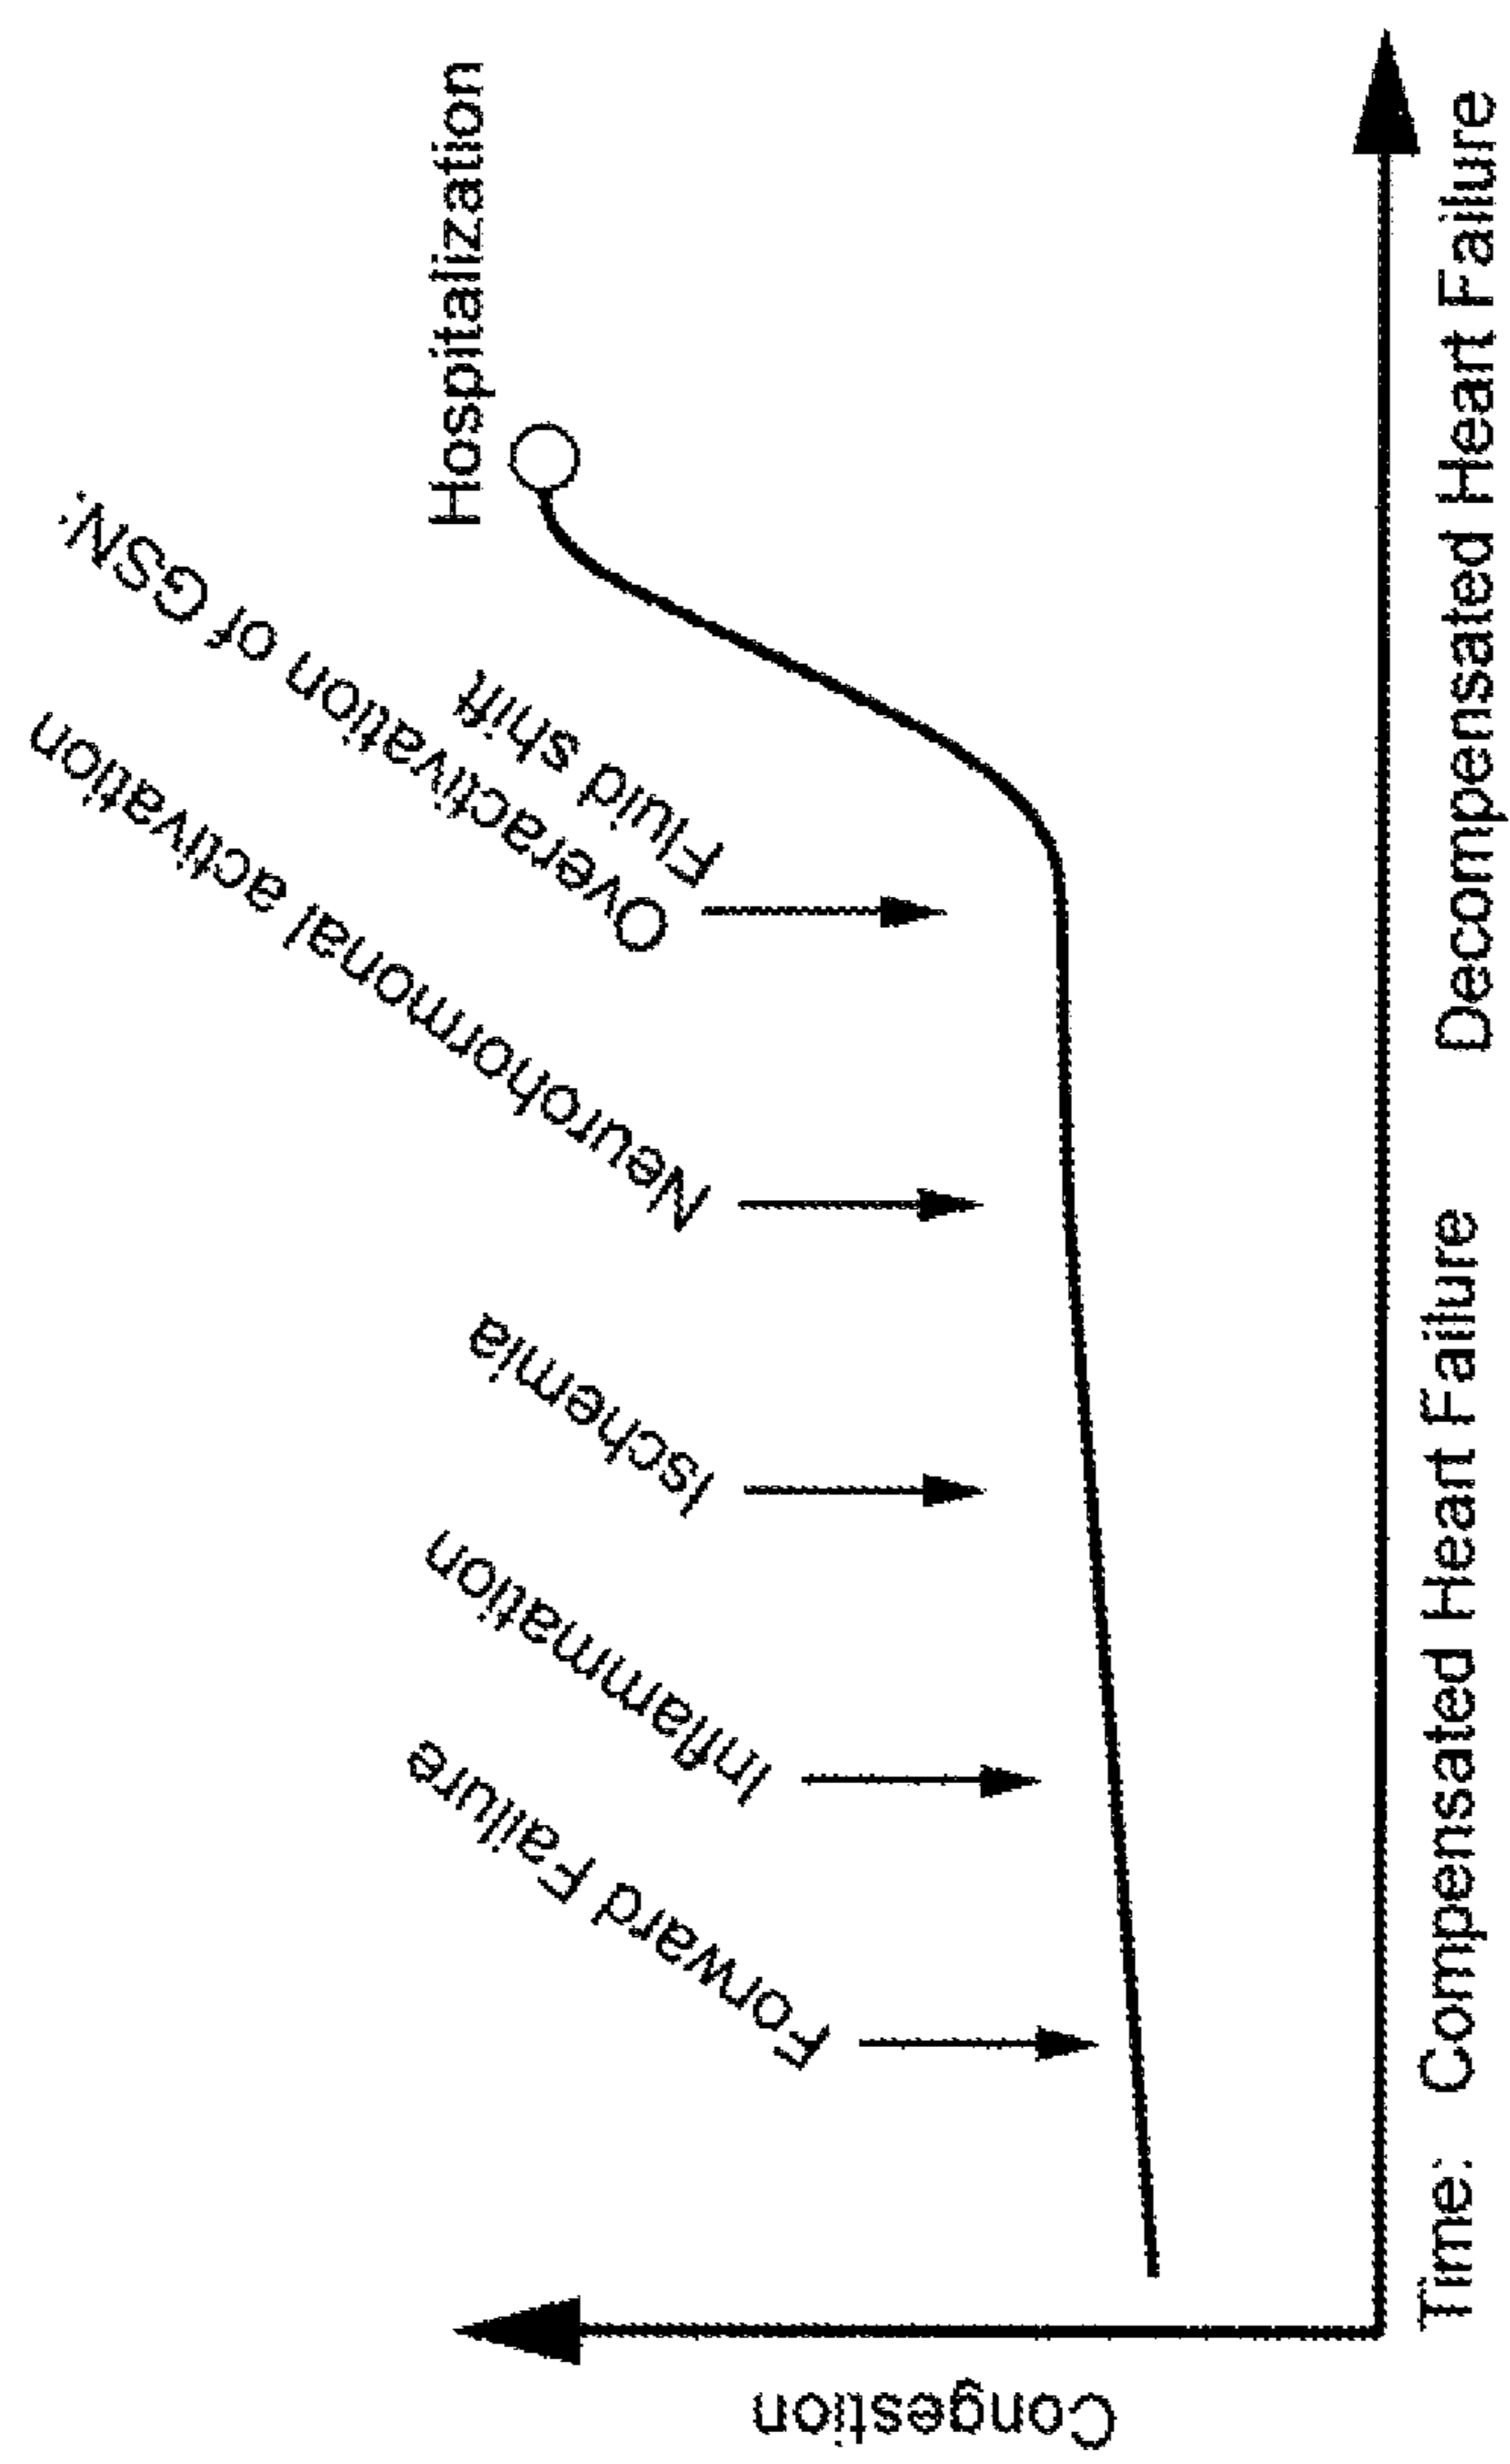 Congestion
Forward Failure
Inflammation
Ischemia
Neurohormonal activation
Overactivation of GSN:
Fluid shift
Hospitalization
Time: Compensated Heart Failure Decompensated Heart Failure